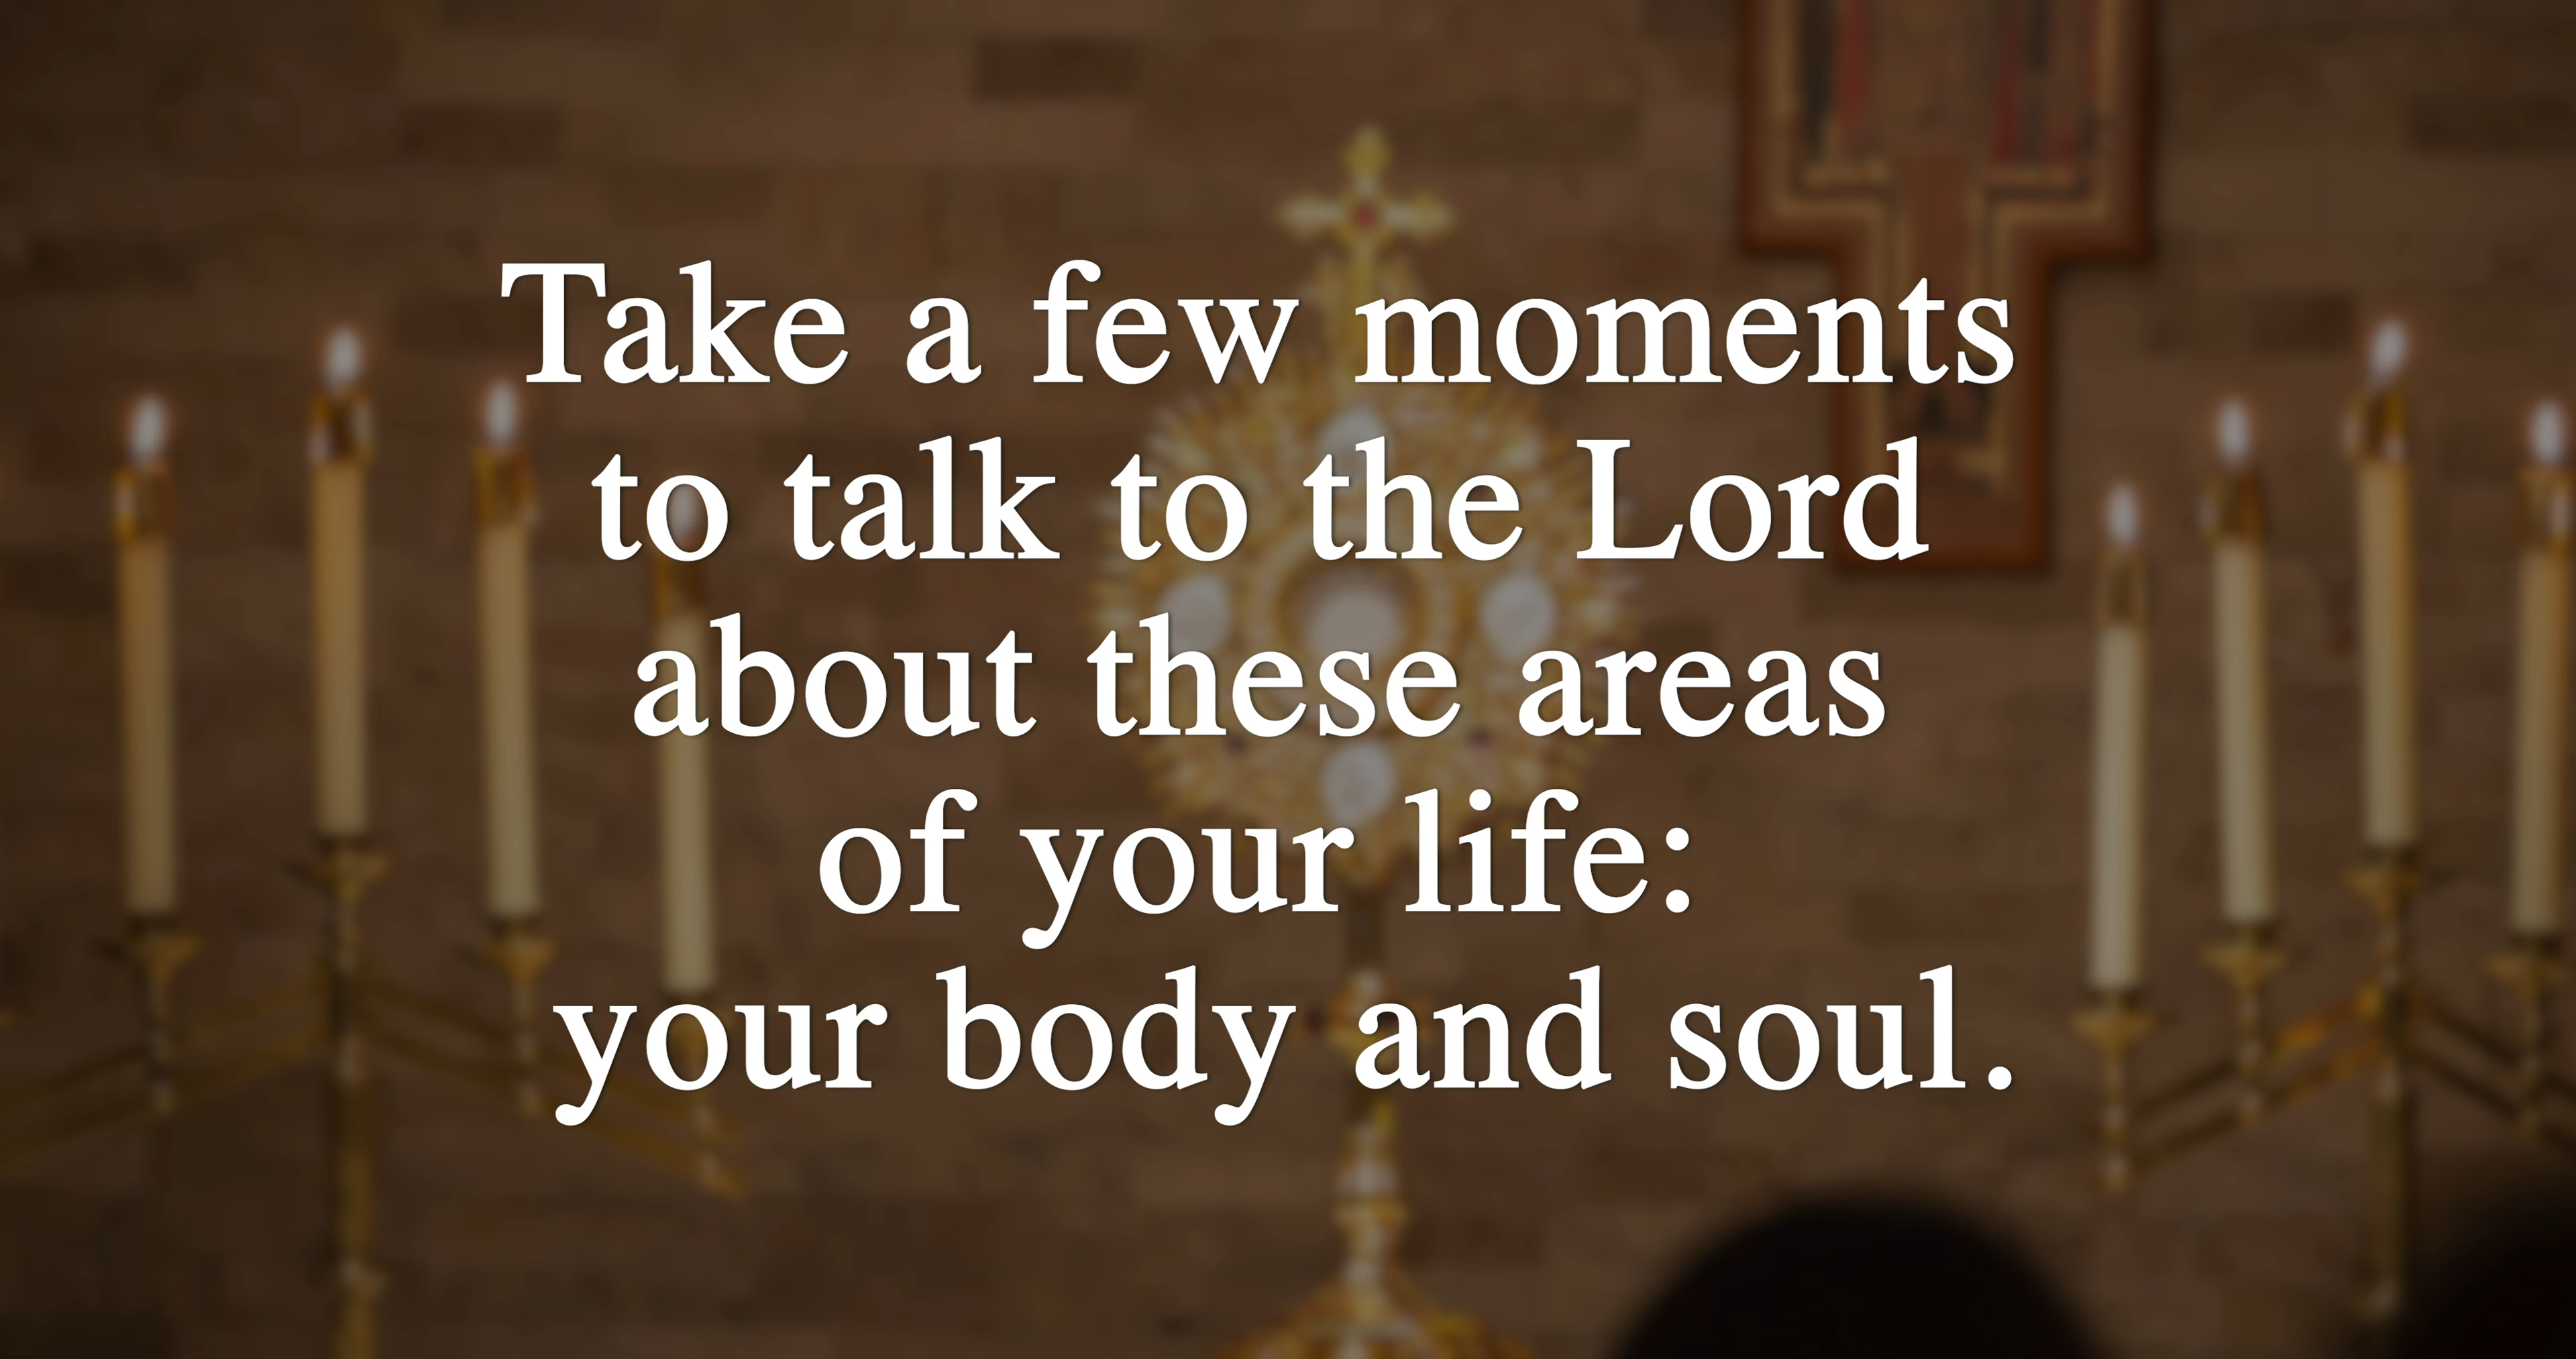 Take a few moments
to talk to the Lord
about these areas
of your life:
your body and soul.